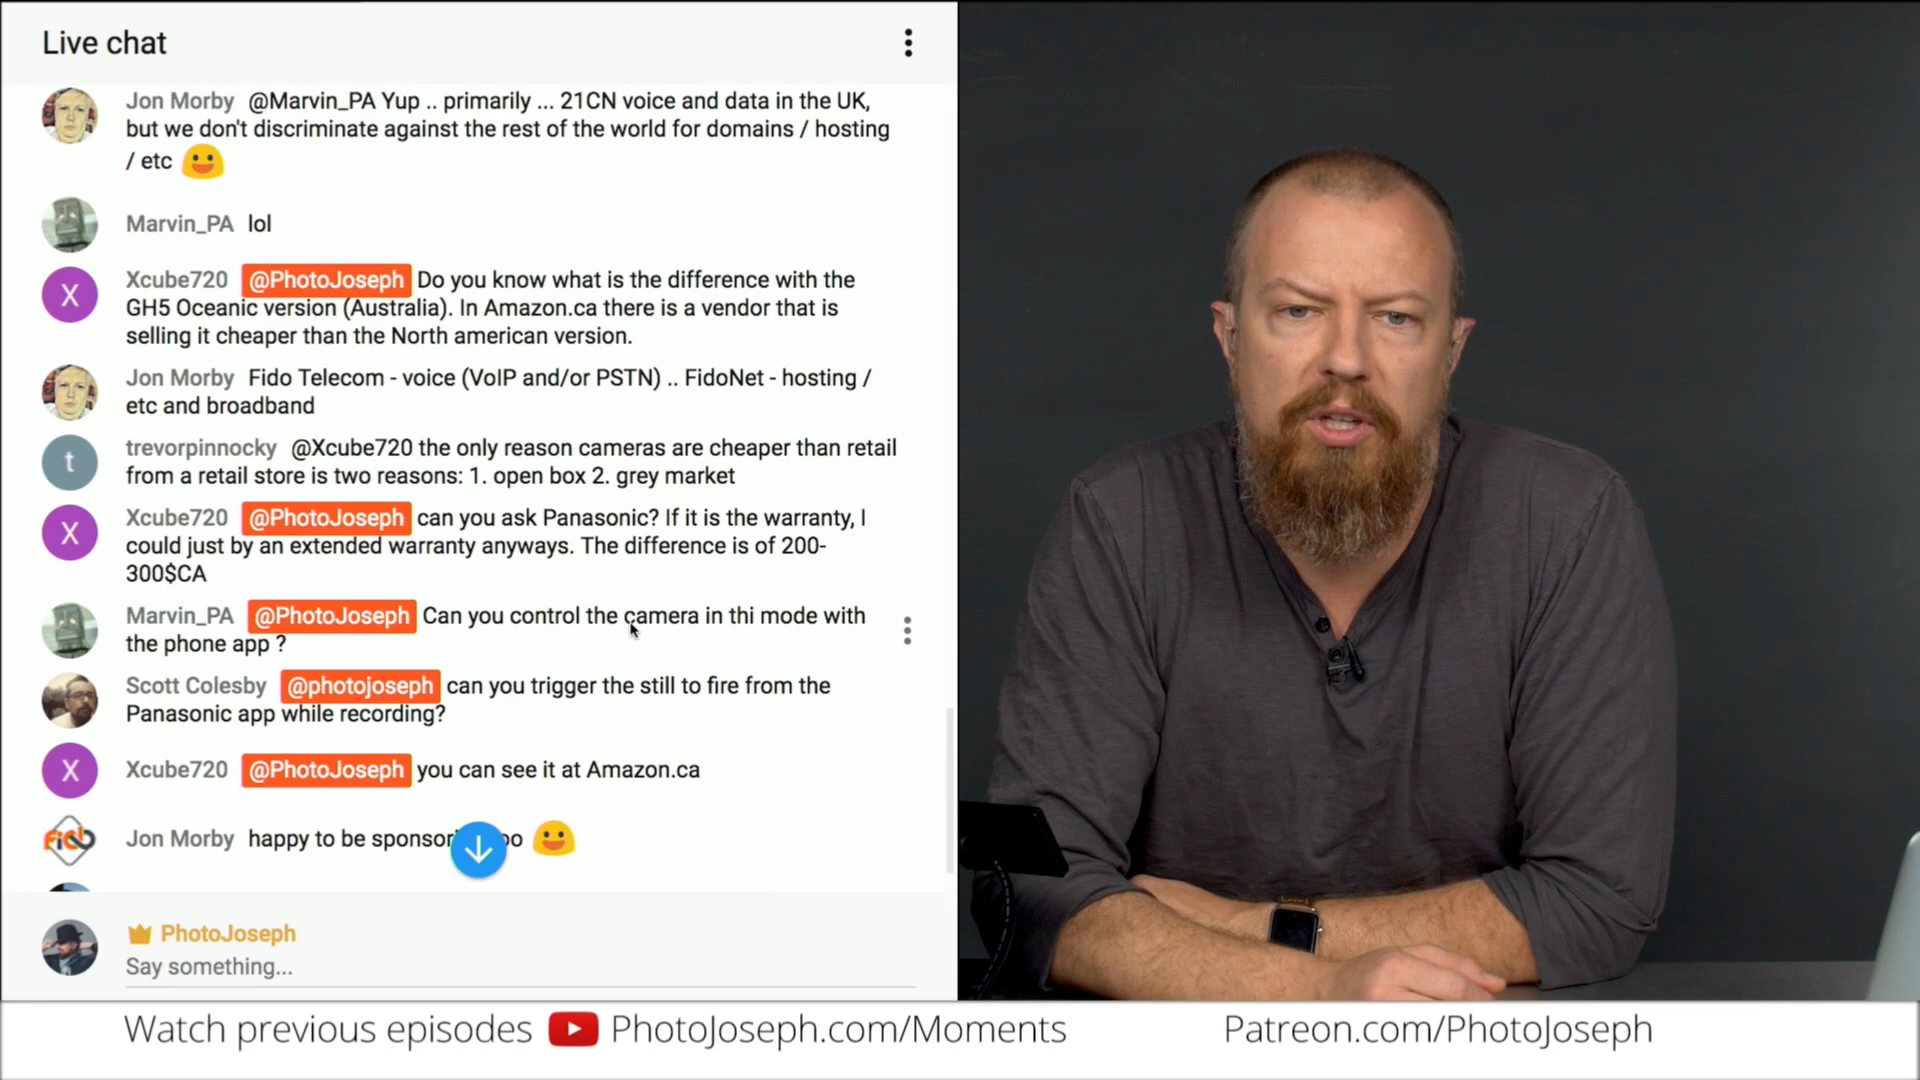 Live chat
Jon Morby @Marvin_PA Yup .. primarily ... 21CN voice and data in the UK,
but we don't discriminate against the rest of the world for domains / hosting
/ etc
Marvin_PA lol
X
Xcube720 @PhotoJoseph Do you know what is the difference with the
GH5 Oceanic version (Australia). In Amazon.ca there is a vendor that is
selling it cheaper than the North american version.
Jon Morby Fido Telecom - voice (VoIP and/or PSTN) .. FidoNet - hosting /
etc and broadband
t
trevorpinnocky @Xcube720 the only reason cameras are cheaper than retail
from a retail store is two reasons: 1. open box 2. grey market
X
Xcube720 @PhotoJoseph can you ask Panasonic? If it is the warranty, I
could just by an extended warranty anyways. The difference is of 200-
300$CA
Marvin_PA @PhotoJoseph Can you control the camera in thi mode with
the phone app ?
Scott Colesby @photojoseph can you trigger the still to fire from the
Panasonic app while recording?
X
Xcube720 @PhotoJoseph you can see it at Amazon.ca
Jon Morby happy to be
PhotoJoseph
Say something...
Watch previous episodes PhotoJoseph.com/Moments Patreon.com/PhotoJoseph